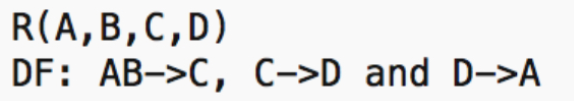 R(A,B,C,D)
DF: AB->C, C->D and D->A